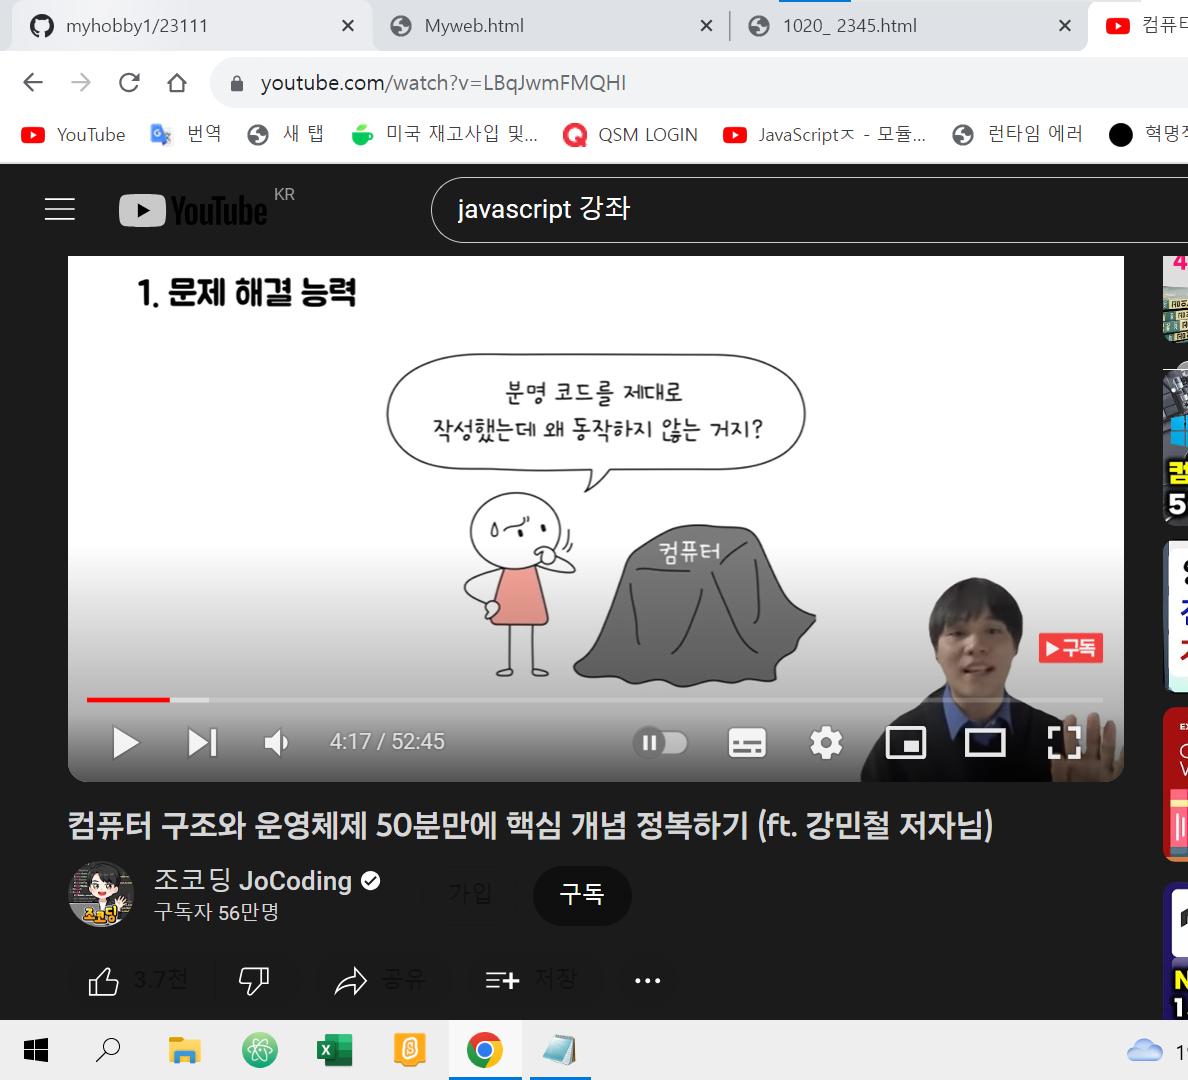 myhobby1/23111
Myweb.html
1020_ 2345.html
youtube.com/watch?v=LBqJwmFMQHI
YouTube
번역
새 탭
미국 재고사입 및...
QSM LOGIN
JavaScriptㅈ - 모듈...
런타임 에러
YouTube KR
javascript 강좌
1. 문제 해결 능력
분명 코드를 제대로
작성했는데 왜 동작하지 않는 거지?
컴퓨터
구독
4:17 / 52:45
컴퓨터 구조와 운영체제 50분만에 핵심 개념 정복하기 (ft. 강민철 저자님)
조코딩
조코딩 JoCoding
구독자 56만명
가입
구독
3.7천
공유
저장